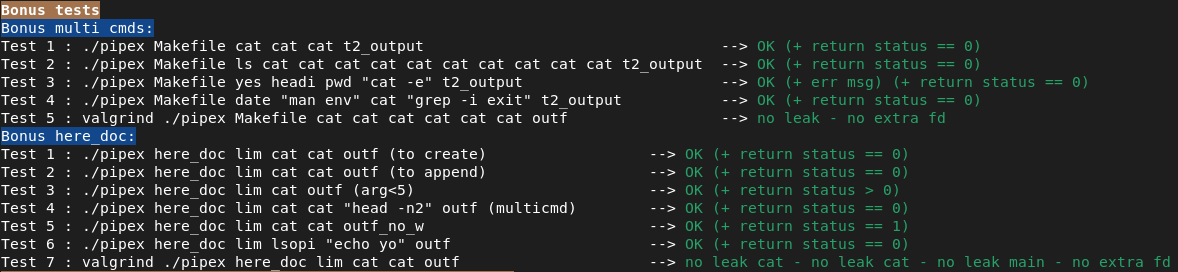 Bonus tests
Bonus multi cmds:
Test 1 : ./pipex Makefile cat cat cat t2_output --> OK (+ return status == 0)
Test 2 : ./pipex Makefile ls cat cat cat cat cat cat cat cat cat cat t2_output --> OK (+ return status == 0)
Test 3 : ./pipex Makefile yes headi pwd "cat -e" t2_output --> OK (+ err msg) (+ return status == 0)
Test 4 : ./pipex Makefile date "man env" cat "grep -i exit" t2_output --> OK (+ return status == 0)
Test 5 : valgrind ./pipex Makefile cat cat cat cat cat cat outf --> no leak - no extra fd
Bonus here_doc:
Test 1 : ./pipex here_doc lim cat cat outf (to create) --> OK (+ return status == 0)
Test 2 : ./pipex here_doc lim cat cat outf (to append) --> OK (+ return status == 0)
Test 3 : ./pipex here_doc lim cat outf (arg<5) --> OK (+ return status > 0)
Test 4 : ./pipex here_doc lim cat cat "head -n2" outf (multicmd) --> OK (+ return status == 0)
Test 5 : ./pipex here_doc lim cat cat outf_no_w --> OK (+ return status == 1)
Test 6 : ./pipex here_doc lim lsopi "echo yo" outf --> OK (+ return status == 0)
Test 7 : valgrind ./pipex here_doc lim cat cat outf --> no leak cat - no leak cat - no leak main - no extra fd